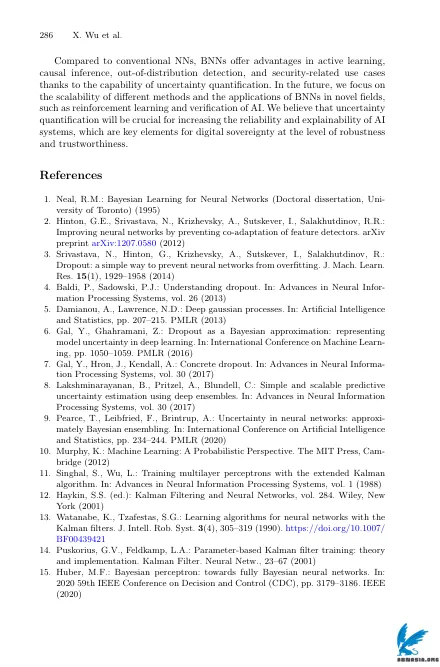 286 X. Wu et al.
Compared to conventional NNs, BNNs offer advantages in active learning,
causal inference, out-of-distribution detection, and security-related use cases
thanks to the capability of uncertainty quantification. In the future, we focus on
the scalability of different methods and the applications of BNNs in novel fields,
such as reinforcement learning and verification of AI. We believe that uncertainty
quantification will be crucial for increasing the reliability and explainability of AI
systems, which are key elements for digital sovereignty at the level of robustness
and trustworthiness.
References
1. Neal, R.M.: Bayesian Learning for Neural Networks (Doctoral dissertation, Uni-
versity of Toronto) (1995)
2. Hinton, G.E., Srivastava, N., Krizhevsky, A., Sutskever, I., Salakhutdinov, R.R.:
Improving neural networks by preventing co-adaptation of feature detectors. arXiv
preprint arXiv:1207.0580 (2012)
3. Srivastava, N., Hinton, G., Krizhevsky, A., Sutskever, I., Salakhutdinov, R.:
Dropout: a simple way to prevent neural networks from overfitting. J. Mach. Learn.
Res. 15(1), 1929–1958 (2014)
4. Baldi, P., Sadowski, P.J.: Understanding dropout. In: Advances in Neural Infor-
mation Processing Systems, vol. 26 (2013)
5. Damianou, A., Lawrence, N.D.: Deep gaussian processes. In: Artificial Intelligence
and Statistics, pp. 207–215. PMLR (2013)
6. Gal, Y., Ghahramani, Z.: Dropout as a Bayesian approximation: representing
model uncertainty in deep learning. In: International Conference on Machine Learn-
ing, pp. 1050–1059. PMLR (2016)
7. Gal, Y., Hron, J., Kendall, A.: Concrete dropout. In: Advances in Neural Informa-
tion Processing Systems, vol. 30 (2017)
8. Lakshminarayanan, B., Pritzel, A., Blundell, C.: Simple and scalable predictive
uncertainty estimation using deep ensembles. In: Advances in Neural Information
Processing Systems, vol. 30 (2017)
9. Pearce, T., Leibfried, F., Brintrup, A.: Uncertainty in neural networks: approxi-
mately Bayesian ensembling. In: International Conference on Artificial Intelligence
and Statistics, pp. 234–244. PMLR (2020)
10. Murphy, K.: Machine Learning: A Probabilistic Perspective. The MIT Press, Cam-
bridge (2012)
11. Singhal, S., Wu, L.: Training multilayer perceptrons with the extended Kalman
algorithm. In: Advances in Neural Information Processing Systems, vol. 1 (1988)
12. Haykin, S.S. (ed.): Kalman Filtering and Neural Networks, vol. 284. Wiley, New
York (2001)
13. Watanabe, K., Tzafestas, S.G.: Learning algorithms for neural networks with the
Kalman filters. J. Intell. Rob. Syst. 3(4), 305–319 (1990). https://doi.org/10.1007/
BF00439421
14. Puskorius, G.V., Feldkamp, L.A.: Parameter-based Kalman filter training: theory
and implementation. Kalman Filter. Neural Netw., 23–67 (2001)
15. Huber, M.F.: Bayesian perceptron: towards fully Bayesian neural networks. In:
2020 59th IEEE Conference on Decision and Control (CDC), pp. 3179–3186. IEEE
(2020)